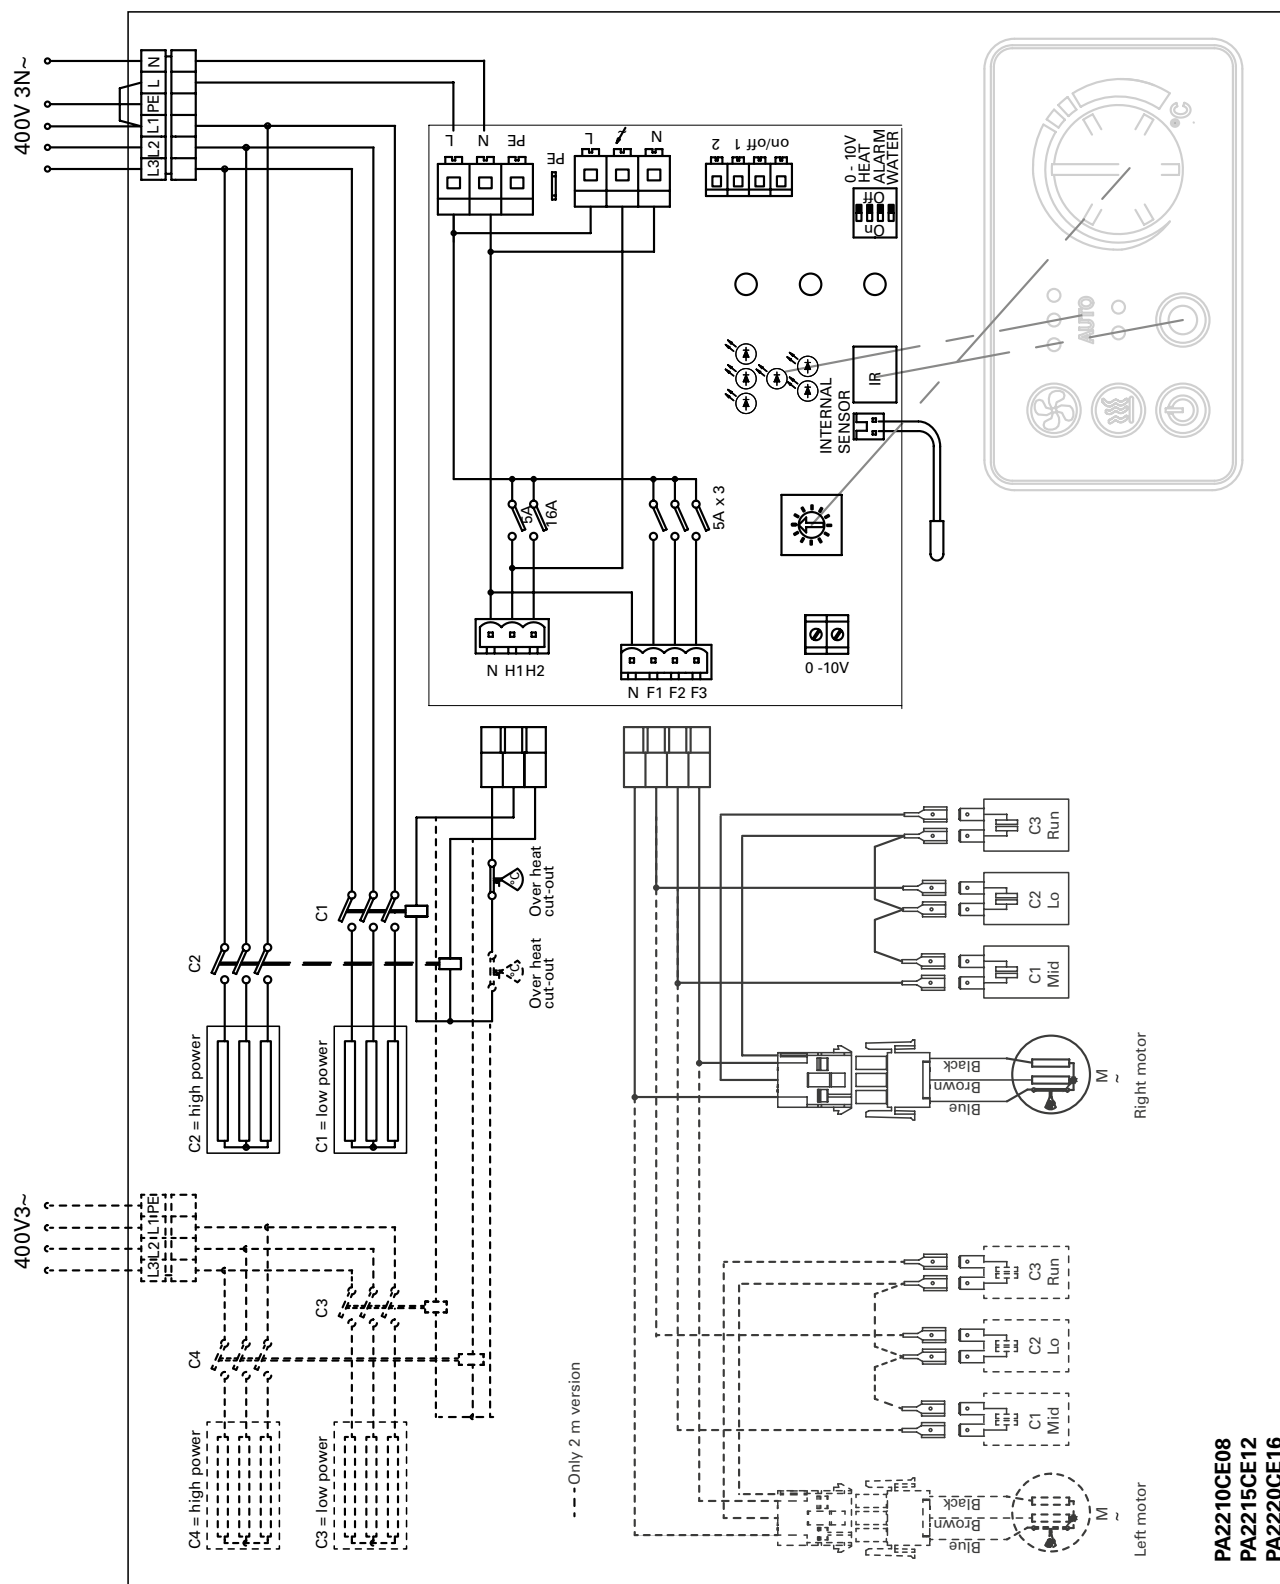 400V 3N~
N
L
PE
L1
L2
L3
L
N
PE
PE
L
N
2
1
on/off
0 - 10V
HEAT
ALARM
WATER
Off
On
°C
AUTO
INTERNAL
SENSOR
IR
5A
16A
5A x 3
N H1 H2
N F1 F2 F3
0 -10V
C1
C2
Over heat
cut-out
°C
Over heat
cut-out
°C
C2 = high power
C1 = low power
C3
Run
C2
Lo
C1
Mid
Black
Brown
Blue
M
~
Right motor
400V3~
PE
L1
L2
L3
C3
C4
C4 = high power
C3 = low power
Only 2 m version
C3
Run
C2
Lo
C1
Mid
Black
Brown
Blue
M
~
Left motor
PA2210CE08
PA2215CE12
PA2220CE16